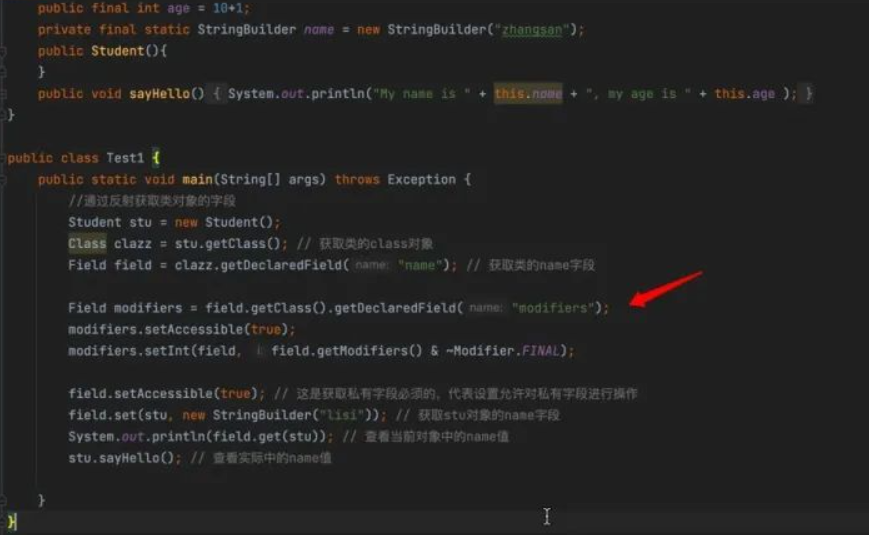 public final int age = 10+1;
private final static StringBuilder name = new StringBuilder("zhangsan");
public Student(){
}
public void sayHello() { System.out.println("My name is " + this.name + ", my age is " + this.age ); }
}
public class Test1 {
public static void main(String[] args) throws Exception {
//通过反射获取类对象的字段
Student stu = new Student();
Class clazz = stu.getClass(); // 获取类的class对象
Field field = clazz.getDeclaredField( name: "name"); // 获取类的name字段
Field modifiers = field.getClass().getDeclaredField( name: "modifiers");
modifiers.setAccessible(true);
modifiers.setInt(field, i: field.getModifiers() & ~Modifier.FINAL);
field.setAccessible(true); // 这是获取私有字段必须的，代表设置允许对私有字段进行操作
field.set(stu, new StringBuilder("lisi")); // 获取stu对象的name字段
System.out.println(field.get(stu)); // 查看当前对象中的name值
stu.sayHello(); // 查看实际中的name值
}
}